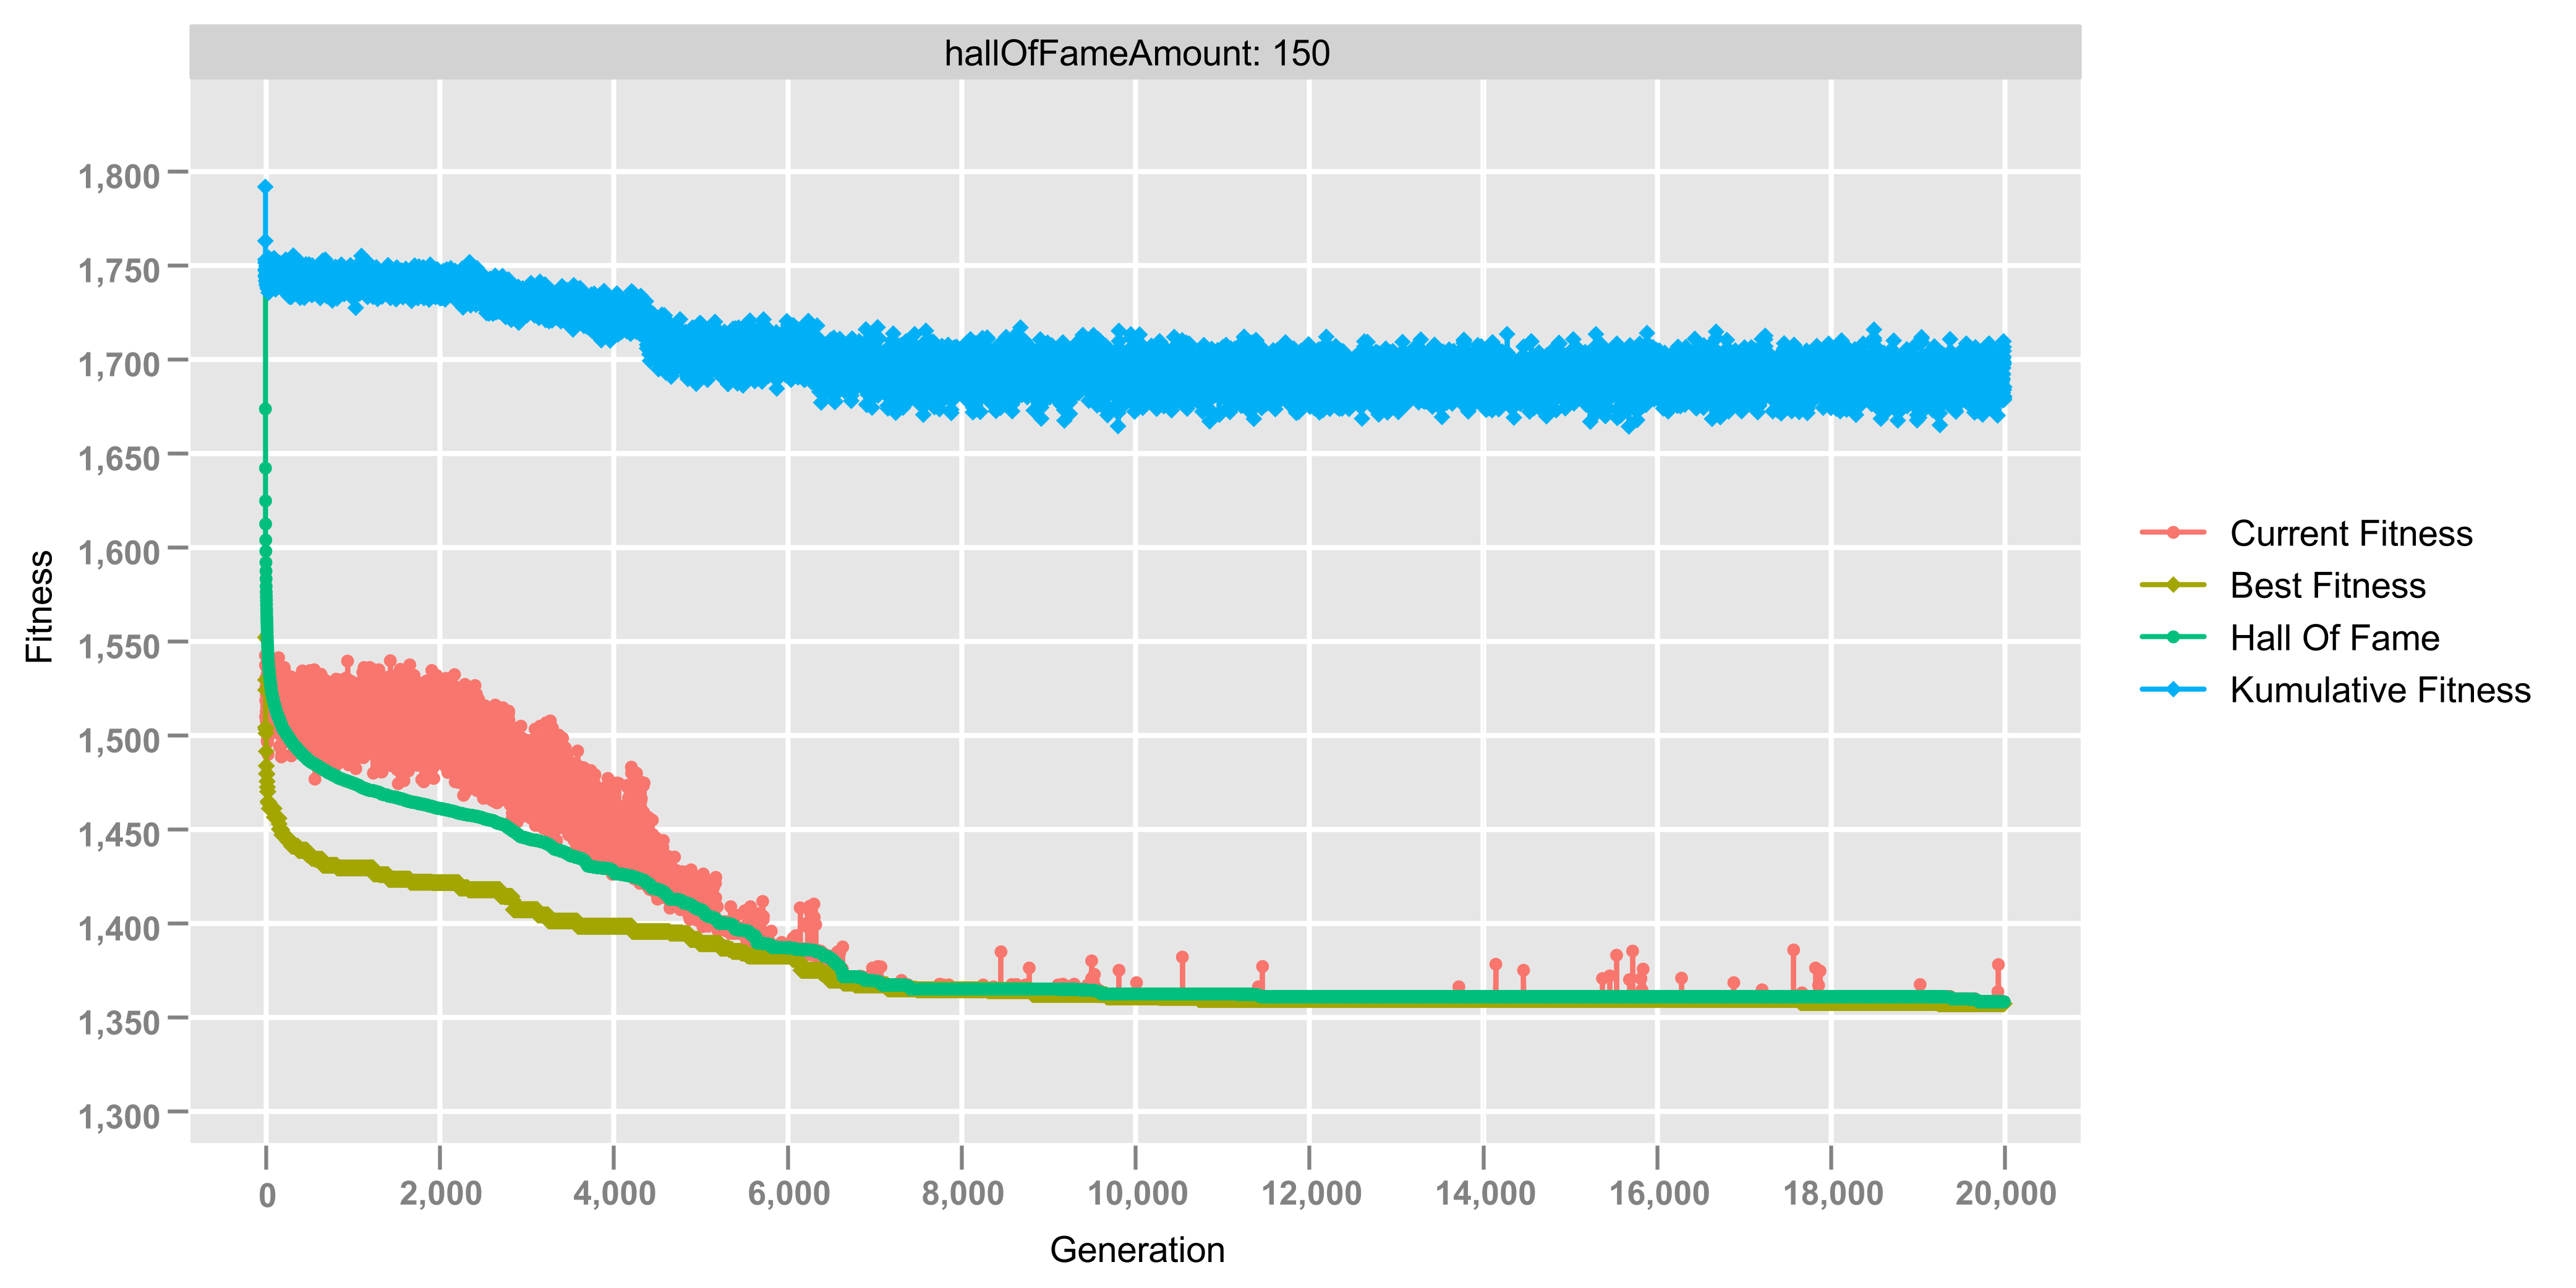 hallOfFameAmount: 150
1,800
1,750
1,700
1,650
1,600
1,550
1,500
1,450
1,400
1,350
1,300
Fitness
0 2,000 4,000 6,000 8,000 10,000 12,000 14,000 16,000 18,000 20,000
Generation
Current Fitness
Best Fitness
Hall Of Fame
Kumulative Fitness